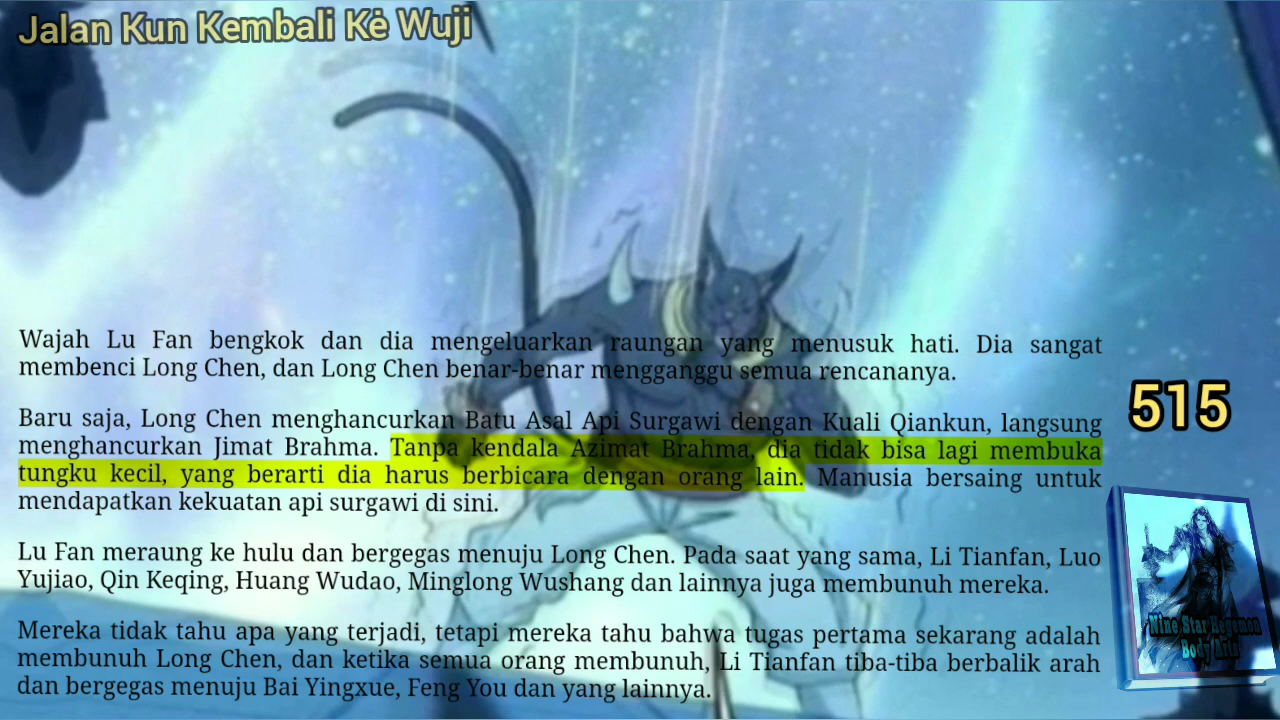 Jalan Kun Kembali Kė Wuji
Wajah Lu Fan bengkok dan dia mengeluarkan raungan yang menusuk hati. Dia sangat
membenci Long Chen, dan Long Chen benar-benar mengganggu semua rencananya.
Baru saja, Long Chen menghancurkan Batu Asal Api Surgawi dengan Kuali Qiankun, langsung
menghancurkan Jimat Brahma. Tanpa kendala Azimat Brahma, dia tidak bisa lagi membuka
tungku kecil, yang berarti dia harus berbicara dengan orang lain. Manusia bersaing untuk
mendapatkan kekuatan api surgawi di sini.
Lu Fan meraung ke hulu dan bergegas menuju Long Chen. Pada saat yang sama, Li Tianfan, Luo
Yujiao, Qin Keqing, Huang Wudao, Minglong Wushang dan lainnya juga membunuh mereka.
Mereka tidak tahu apa yang terjadi, tetapi mereka tahu bahwa tugas pertama sekarang adalah
membunuh Long Chen, dan ketika semua orang membunuh, Li Tianfan tiba-tiba berbalik arah
dan bergegas menuju Bai Yingxue, Feng You dan yang lainnya.
515
Nine Star Hegemon
Body Arth